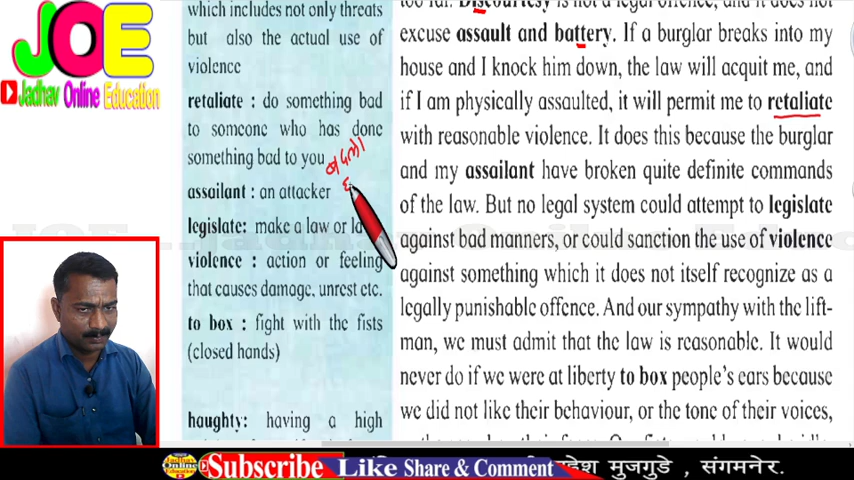 JOE
Jadhav Online Education
which includes not only threats
but also the actual use of
violence
retaliate : do something bad
to someone who has done
something bad to you
बदला
assailant : an attacker
legislate: make a law or
violence : action or feeling
that causes damage, unrest etc.
to box : fight with the fists
(closed hands)
haughty: having a high
too far. Discourtesy is not a legal offence, and it does not
excuse assault and battery. If a burglar breaks into my
house and I knock him down, the law will acquit me, and
if I am physically assaulted, it will permit me to retaliate
with reasonable violence. It does this because the burglar
and my assailant have broken quite definite commands
of the law. But no legal system could attempt to legislate
against bad manners, or could sanction the use of violence
against something which it does not itself recognize as a
legally punishable offence. And our sympathy with the lift-
man, we must admit that the law is reasonable. It would
never do if we were at liberty to box people's ears because
we did not like their behaviour, or the tone of their voices,
Jadhav Online Education
Subscribe Like Share & Comment
मुजगुडे , संगमनेर.